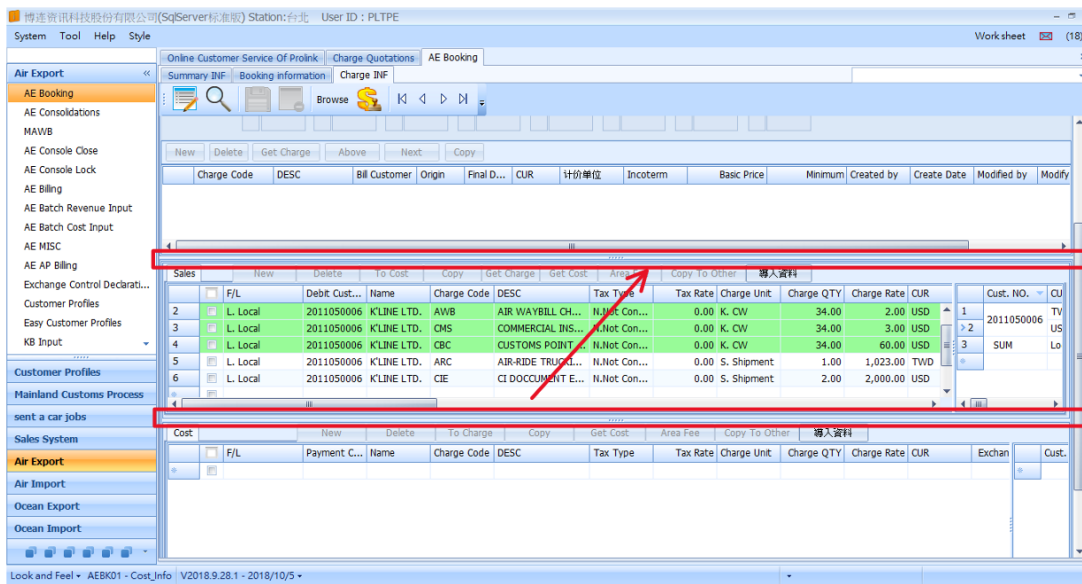 博连资讯科技股份有限公司(SqlServer标准版) Station:台北 User ID : PLTPE
System Tool Help Style Work sheet (18)
Online Customer Service Of Prolink Charge Quotations AE Booking
Air Export « Summary INF Booking information Charge INF
AE Booking
Browse
AE Consolidations
MAWB
AE Console Close
New Delete Get Charge Above Next Copy
AE Console Lock
Charge Code DESC Bill Customer Origin Final D... CUR 计价单位 Incoterm Basic Price Minimum Created by Create Date Modified by Modify
AE Billing
AE Batch Revenue Input
AE Batch Cost Input
AE MISC
AE AP Billing
Exchange Control Declarati...
Customer Profiles
Easy Customer Profiles
KB Input
Customer Profiles
Mainland Customs Process
sent a car jobs
Sales System
Air Export
Air Import
Ocean Export
Ocean Import
Sales New Delete To Cost Copy Get Charge Get Cost Area Fee Copy To Other 導入資料
F/L Debit Cust... Name Charge Code DESC Tax Type Tax Rate Charge Unit Charge QTY Charge Rate CUR Cust. NO. CU
2 L. Local 2011050006 K'LINE LTD. AWB AIR WAYBILL CH... N.Not Con... 0.00 K. CW 34.00 2.00 USD
3 L. Local 2011050006 K'LINE LTD. CMS COMMERCIAL INS... N.Not Con... 0.00 K. CW 34.00 3.00 USD
4 L. Local 2011050006 K'LINE LTD. CBC CUSTOMS POINT ... N.Not Con... 0.00 K. CW 34.00 60.00 USD
5 L. Local 2011050006 K'LINE LTD. ARC AIR-RIDE TRUCKI... N.Not Con... 0.00 S. Shipment 1.00 1,023.00 TWD
6 L. Local 2011050006 K'LINE LTD. CIE CI DOCCUMENT E... N.Not Con... 0.00 S. Shipment 2.00 2,000.00 USD
1 2011050006 TV
2 US
3 SUM Lo
Cost New Delete To Charge Copy Get Cost Area Fee Copy To Other 導入資料
F/L Payment C... Name Charge Code DESC Tax Type Tax Rate Charge Unit Charge QTY Charge Rate CUR Exchan Cust.
Look and Feel AEBK01 - Cost_Info V2018.9.28.1 - 2018/10/5